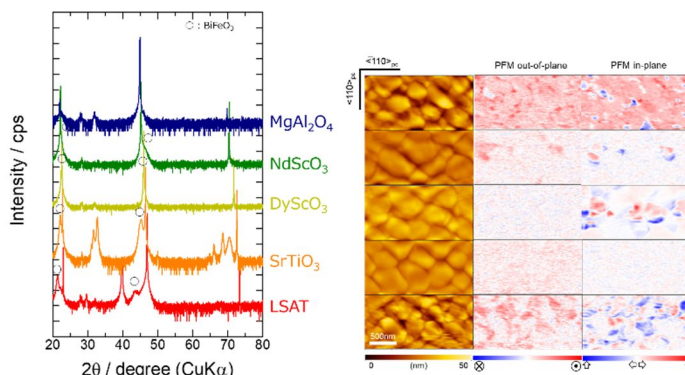 : BiFeO3
Intensity / cps
MgAl2O4
NdScO3
DyScO3
SrTiO3
LSAT
20 30 40 50 60 70 80
2θ / degree (CuKα)
<110>pc
<110>pc
PFM out-of-plane
PFM in-plane
500nm
0 (nm) 50